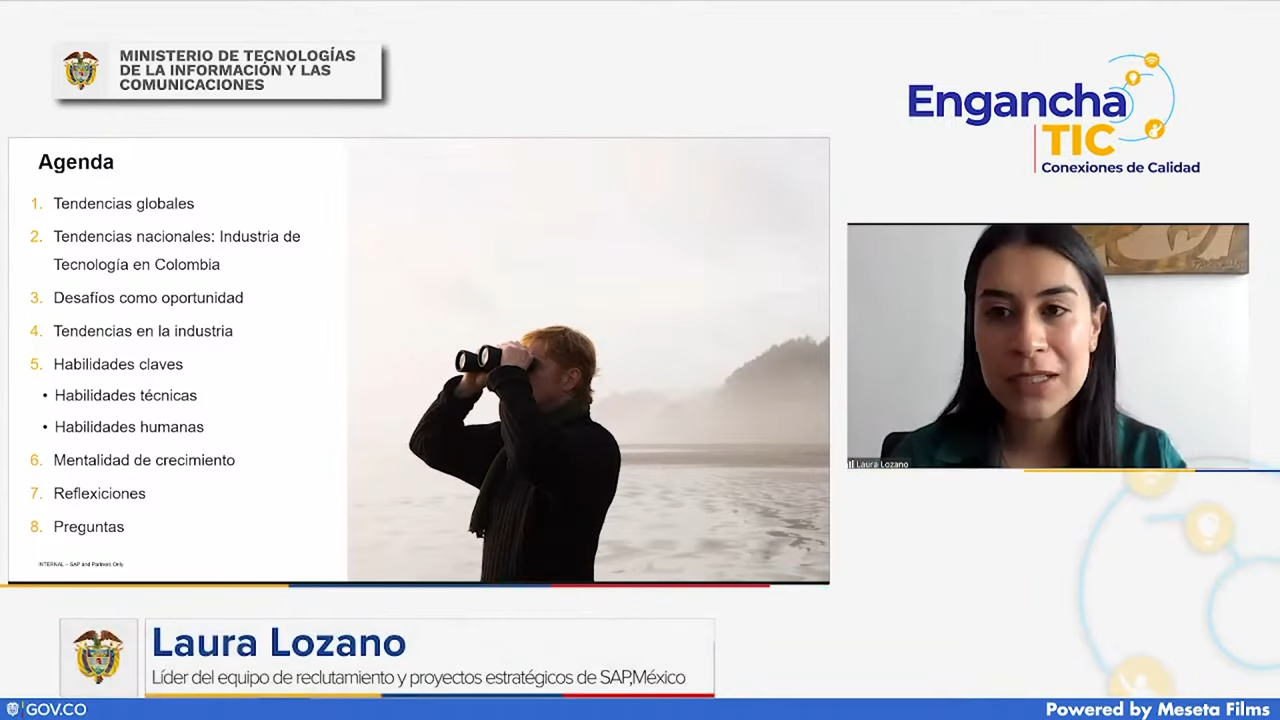 MINISTERIO DE TECNOLOGÍAS
DE LA INFORMACIÓN Y LAS
COMUNICACIONES
Engancha
TIC
Conexiones de Calidad
Agenda
1. Tendencias globales
2. Tendencias nacionales: Industria de
Tecnología en Colombia
3. Desafíos como oportunidad
4. Tendencias en la industria
5. Habilidades claves
• Habilidades técnicas
• Habilidades humanas
6. Mentalidad de crecimiento
7. Reflexiciones
8. Preguntas
INTERNAL – SAP and Partners Only
Laura Lozano
Laura Lozano
Líder del equipo de reclutamiento y proyectos estratégicos de SAP,México
GOV.CO
Powered by Meseta Films